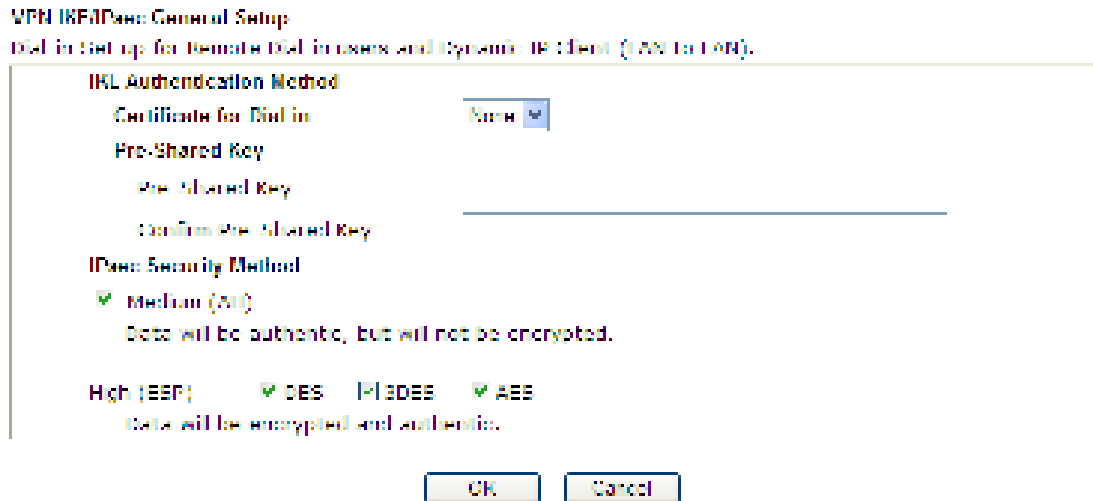 VPN IKE/IPsec General Setup
Dial-in Set up for Remote Dial-in users and Dynamic IP Client (LAN to LAN).
IKE Authentication Method
Certificate for Dial-in None
Pre-Shared Key
Pre-Shared Key
Confirm Pre-Shared Key
IPsec Security Method
Medium (AH)
Data will be authentic, but will not be encrypted.
High (ESP) DES 3DES AES
Data will be encrypted and authentic.
OK Cancel